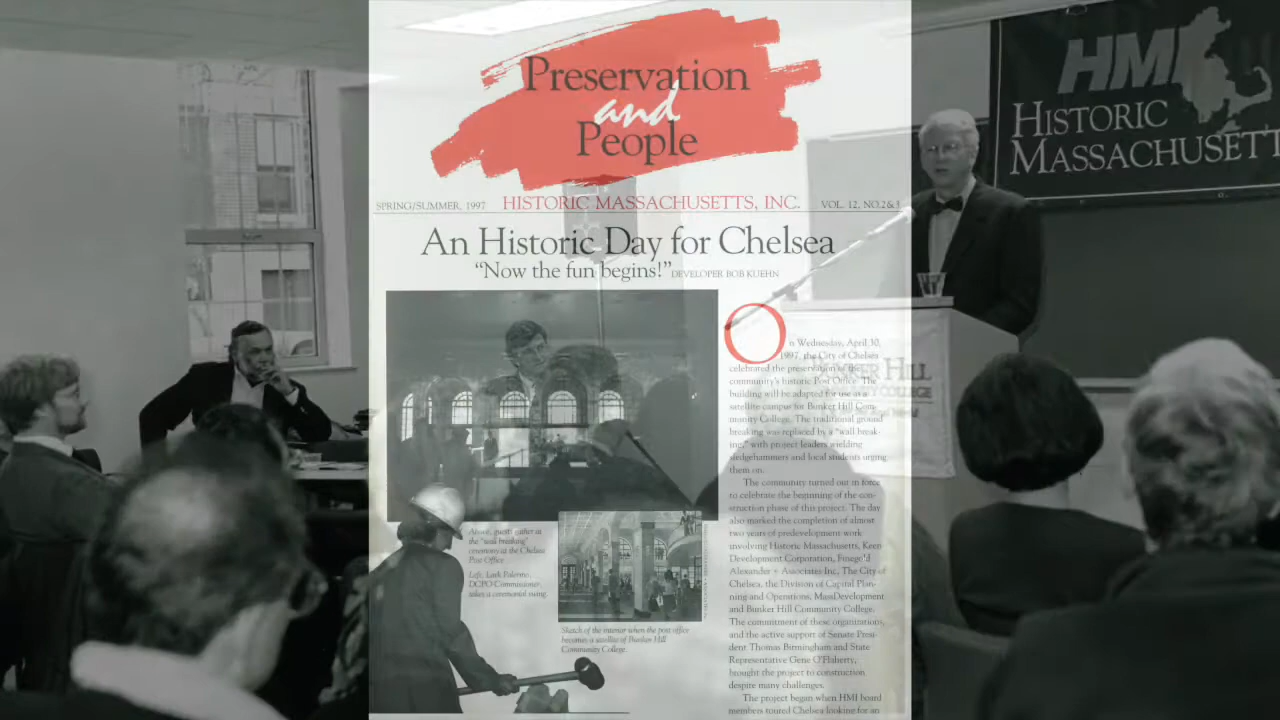 Preservation
and
People
SPRING/SUMMER, 1997 HISTORIC MASSACHUSETTS, INC. VOL. 12, NO.2&3
An Historic Day for Chelsea
"Now the fun begins!" DEVELOPER BOB KUEHN
On Wednesday, April 30,
1997, the City of Chelsea
celebrated the preservation of the
community's historic Post Office. The
building will be adapted for use as a
satellite campus for Bunker Hill Com-
munity College. The traditional ground
breaking was replaced by a "wall break-
ing," with project leaders wielding
sledgehammers and local students urging
them on.
The community turned out in force
to celebrate the beginning of the con-
struction phase of this project. The day
also marked the completion of almost
two years of predevelopment work
involving Historic Massachusetts, Keen
Development Corporation, Finegold
Alexander + Associates Inc, The City of
Chelsea, the Division of Capital Plan-
ning and Operations, MassDevelopment
and Bunker Hill Community College.
The commitment of these organizations,
and the active support of Senate Presi-
dent Thomas Birmingham and State
Representative Gene O'Flaherty,
brought the project to construction
despite many challenges.
The project began when HMI board
members toured Chelsea looking for an
Above, guests gather at
the "wall breaking"
ceremony at the Chelsea
Post Office.
Left, Lark Palermo,
DCPO Commissioner,
takes a ceremonial swing.
Sketch of the interior when the post office
becomes a satellite of Bunker Hill
Community College.
HMI
HISTORIC
MASSACHUSETT
BUNKER HILL
COLLEGE